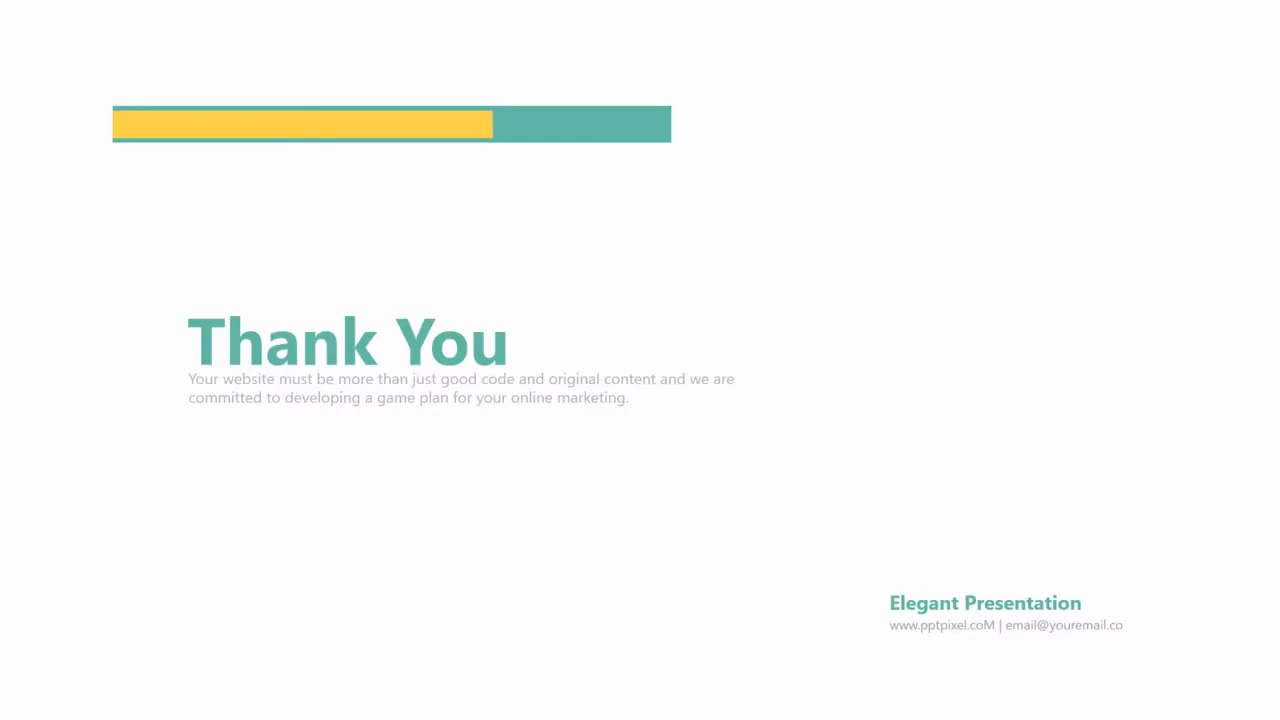 Thank You
Your website must be more than just good code and original content and we are
committed to developing a game plan for your online marketing.
Elegant Presentation
www.pptpixel.coM | email@youremail.co